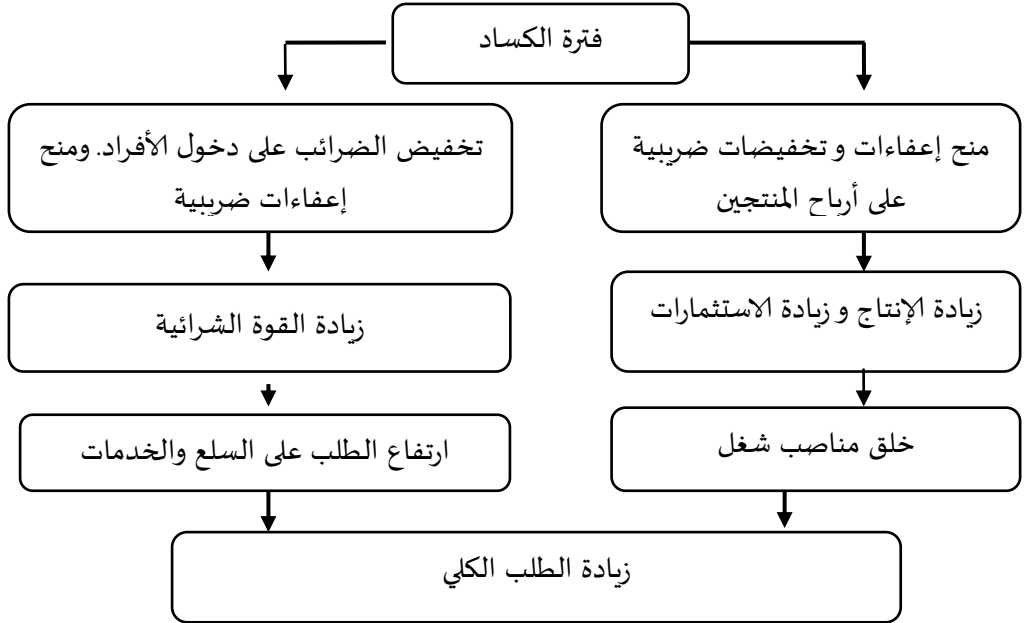 فترة الكساد
منح إعفاءات و تخفيضات ضريبية
على أرباح المنتجين
تخفيض الضرائب على دخول الأفراد. ومنح
إعفاءات ضريبية
زيادة الإنتاج و زيادة الاستثمارات
زيادة القوة الشرائية
خلق مناصب شغل
ارتفاع الطلب على السلع والخدمات
زيادة الطلب الكلي